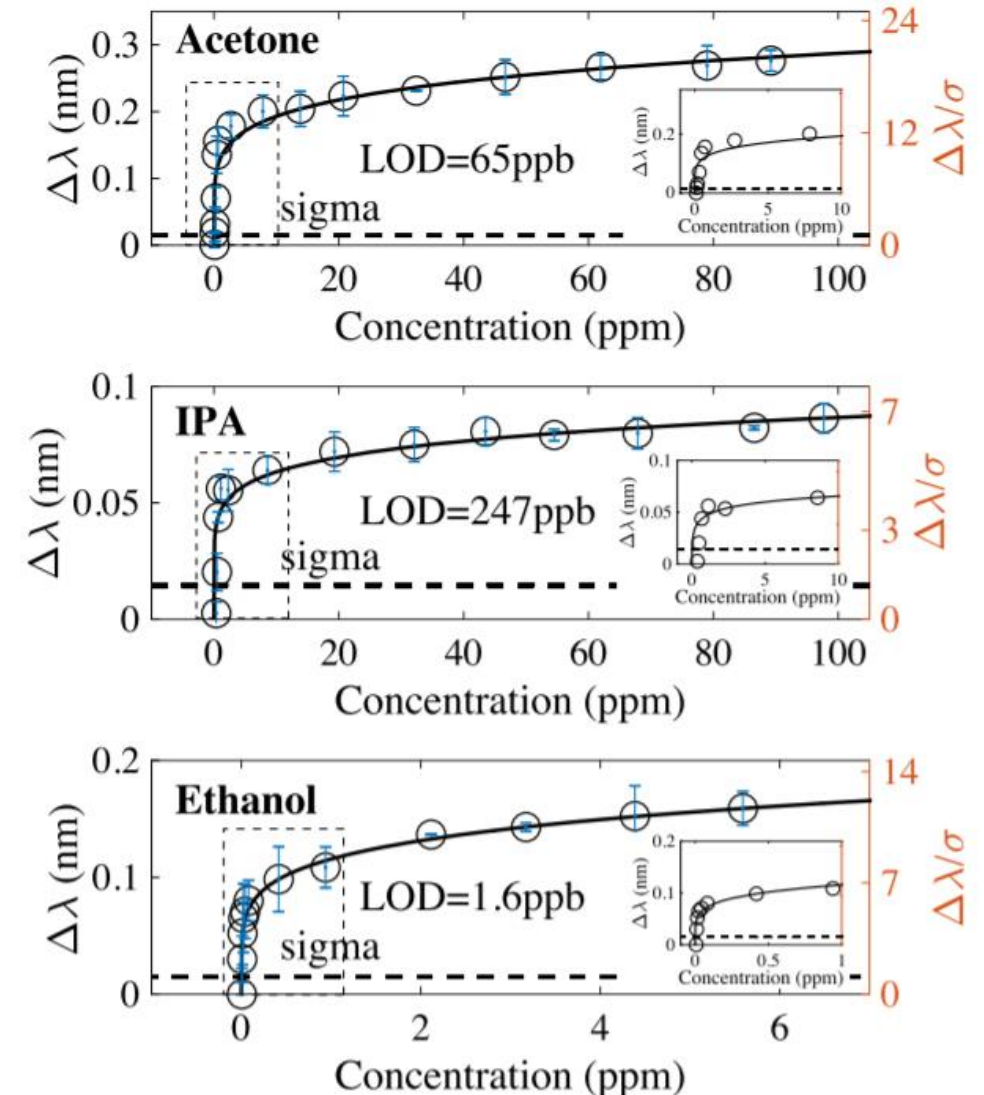 Acetone
Δλ (nm)
0.3
0.2
0.1
0
24
12
0
Δλ/σ
LOD=65ppb
sigma
0 20 40 60 80 100
Concentration (ppm)
Δλ (nm)
0.2
0
0 5 10
Concentration (ppm)
IPA
Δλ (nm)
0.1
0.05
0
7
3
0
Δλ/σ
LOD=247ppb
sigma
0 20 40 60 80 100
Concentration (ppm)
Δλ (nm)
0.1
0.05
0
0 5 10
Concentration (ppm)
Ethanol
Δλ (nm)
0.2
0.1
0
14
7
0
Δλ/σ
LOD=1.6ppb
sigma
0 2 4 6
Concentration (ppm)
Δλ (nm)
0.2
0.1
0
0 0.5 1
Concentration (ppm)